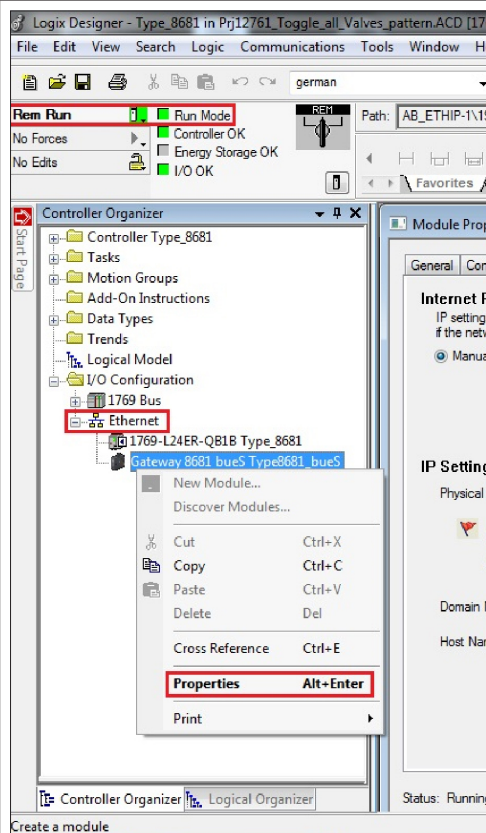 Logix Designer - Type_8681 in Prj12761_Toggle_all_Valves_pattern.ACD [17
File Edit View Search Logic Communications Tools Window H
german
Rem Run
Run Mode
No Forces
Controller OK
Energy Storage OK
No Edits
I/O OK
REM
Path: AB_ETHIP-1\19
Favorites
Start Page
Controller Organizer
Controller Type_8681
Tasks
Motion Groups
Add-On Instructions
Data Types
Trends
Logical Model
I/O Configuration
1769 Bus
Ethernet
1769-L24ER-QB1B Type_8681
Gateway 8681 bueS Type8681_bueS
New Module...
Discover Modules...
Cut Ctrl+X
Copy Ctrl+C
Paste Ctrl+V
Delete Del
Cross Reference Ctrl+E
Properties Alt+Enter
Print
Module Prop
General Con
Internet P
IP setting
if the netw
Manua
IP Setting
Physical
Domain
Host Nam
Status: Running
Controller Organizer Logical Organizer
Create a module